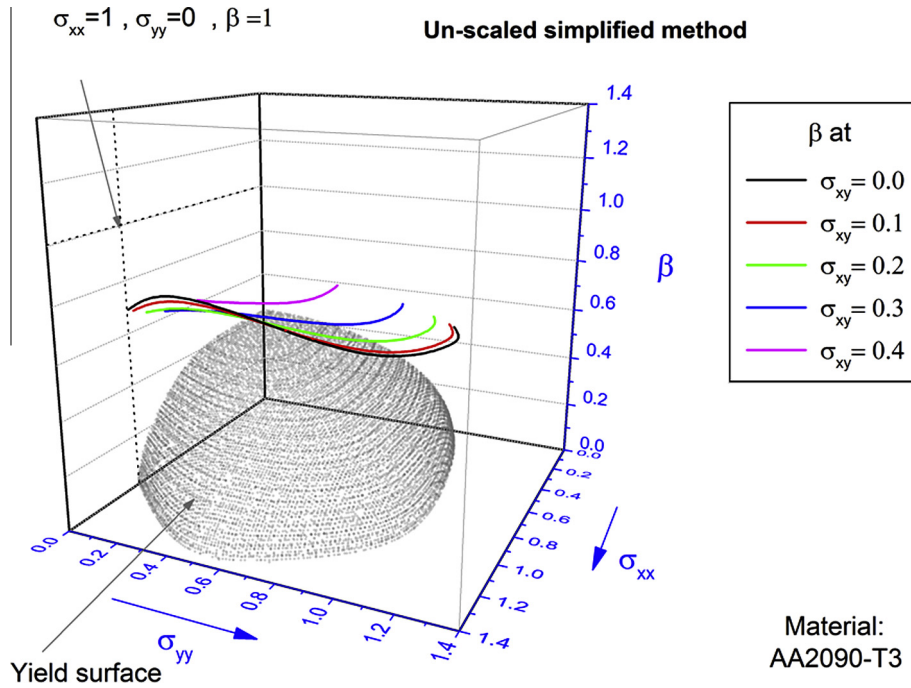 σxx=1 , σyy=0 , β=1
Un-scaled simplified method
1.4
1.2
1.0
0.8
0.6
0.4
0.2
0.0
β
0.0
0.2
0.4
0.6
0.8
1.0
1.2
1.4
σxx
0.0
0.2
0.4
0.6
0.8
1.0
1.2
1.4
σyy
Yield surface
β at
σxy= 0.0
σxy= 0.1
σxy= 0.2
σxy= 0.3
σxy= 0.4
Material:
AA2090-T3